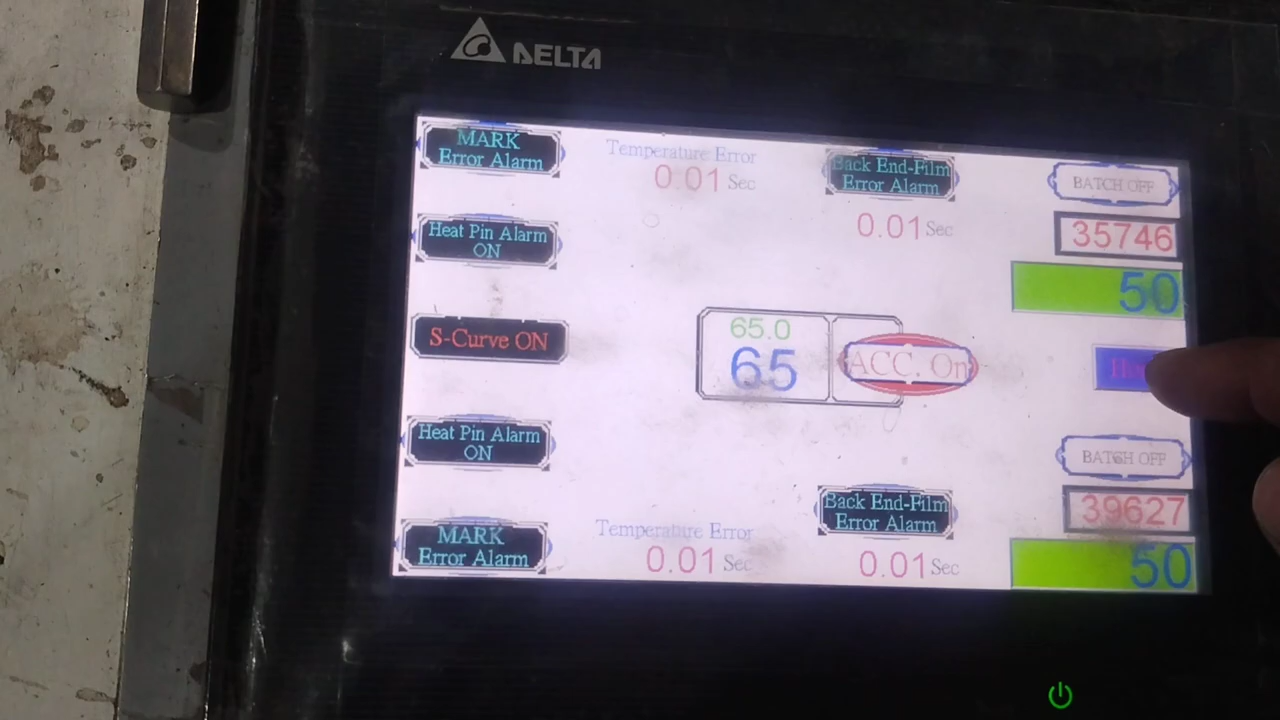 DELTA
MARK
Error Alarm
Temperature Error
0.01 Sec
Back End-Film
Error Alarm
BATCH OFF
Heat Pin Alarm
ON
0.01 Sec
35746
50
S-Curve ON
65.0
65
ACC. On
Heat Pin Alarm
ON
BATCH OFF
MARK
Error Alarm
Temperature Error
0.01 Sec
Back End-Film
Error Alarm
0.01 Sec
39627
50